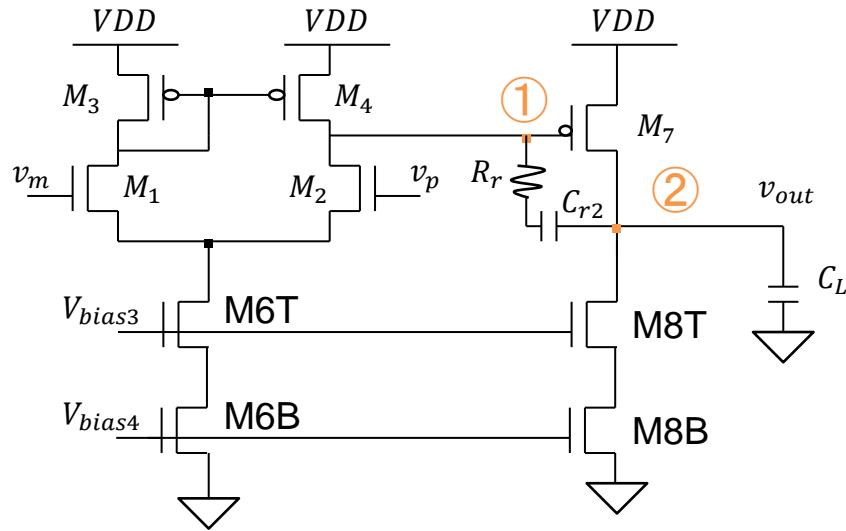 VDD VDD VDD
①
M3 M4 M7
vm M1 M2 vp Rr Cr2 ② vout
CL
Vbias3 M6T M8T
Vbias4 M6B M8B